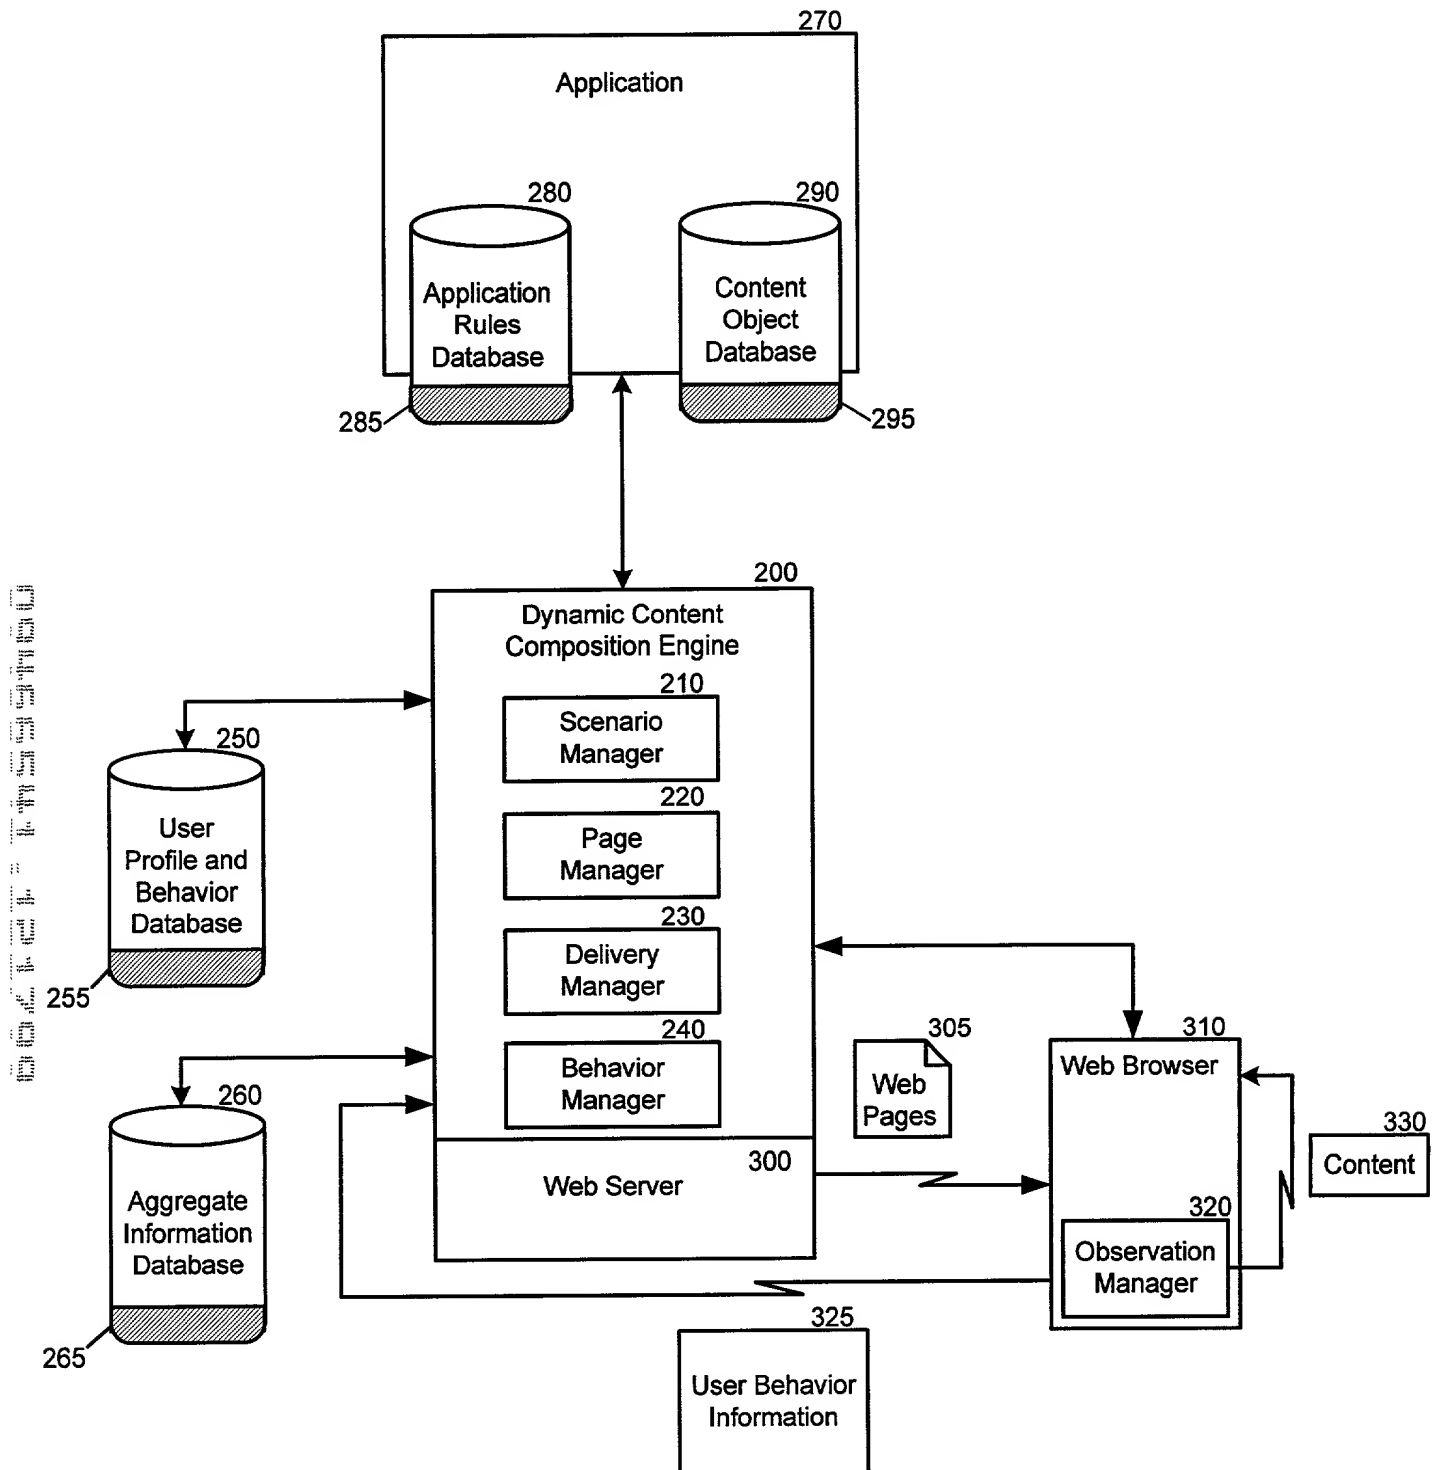 270
Application
280
290
Application
Rules
Database
Content
Object
Database
285
295
200
Dynamic Content
Composition Engine
210
Scenario
Manager
250
User
Profile and
Behavior
Database
255
220
Page
Manager
230
Delivery
Manager
240
Behavior
Manager
260
Aggregate
Information
Database
265
300
Web Server
305
Web
Pages
310
Web Browser
330
Content
320
Observation
Manager
325
User Behavior
Information